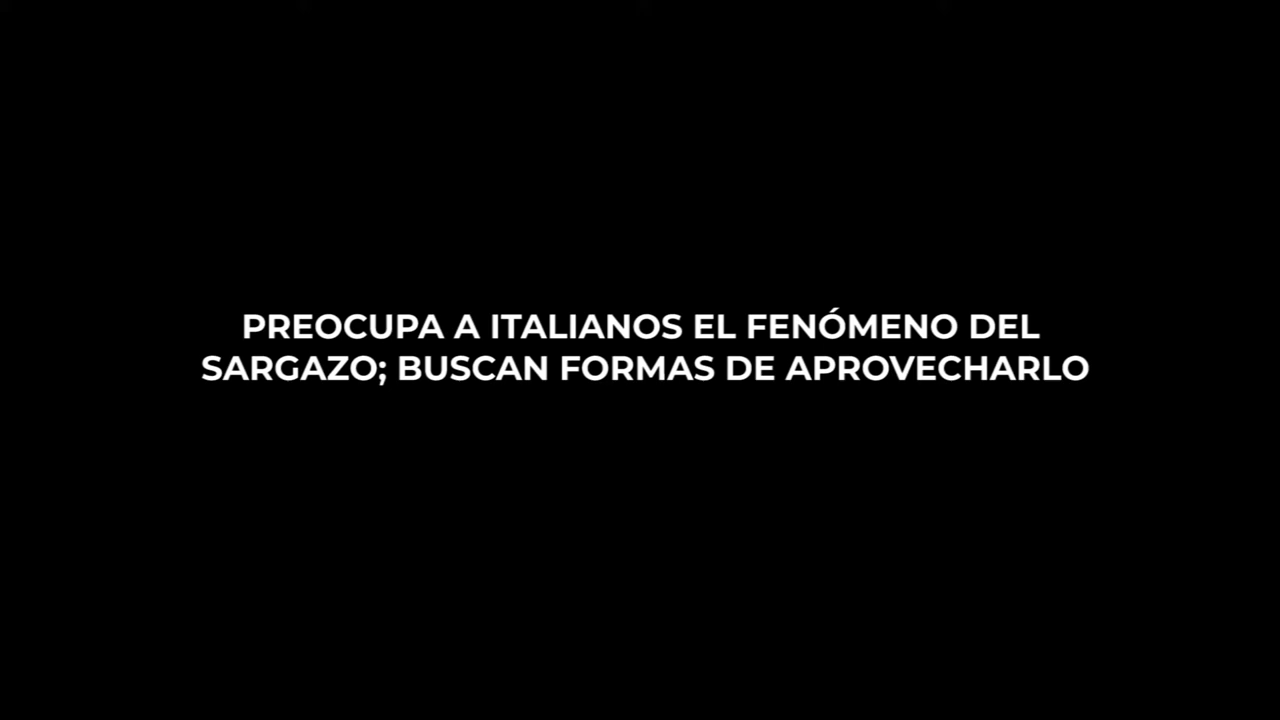 PREOCUPA A ITALIANOS EL FENÓMENO DEL
SARGAZO; BUSCAN FORMAS DE APROVECHARLO